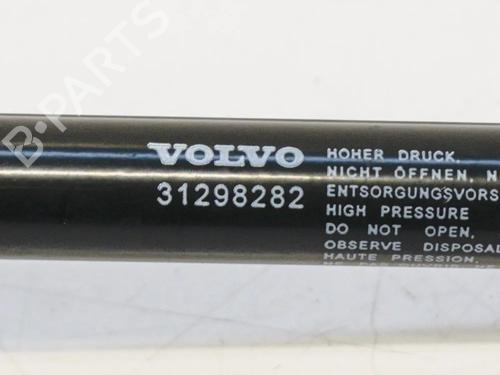 B-PARTS
VOLVO
31298282
HOHER DRUCK.
NICHT ÖFFNEN, N
ENTSORGUNGSVORS
HIGH PRESSURE
DO NOT OPEN,
OBSERVE DISPOSAL
HAUTE PRESSION.